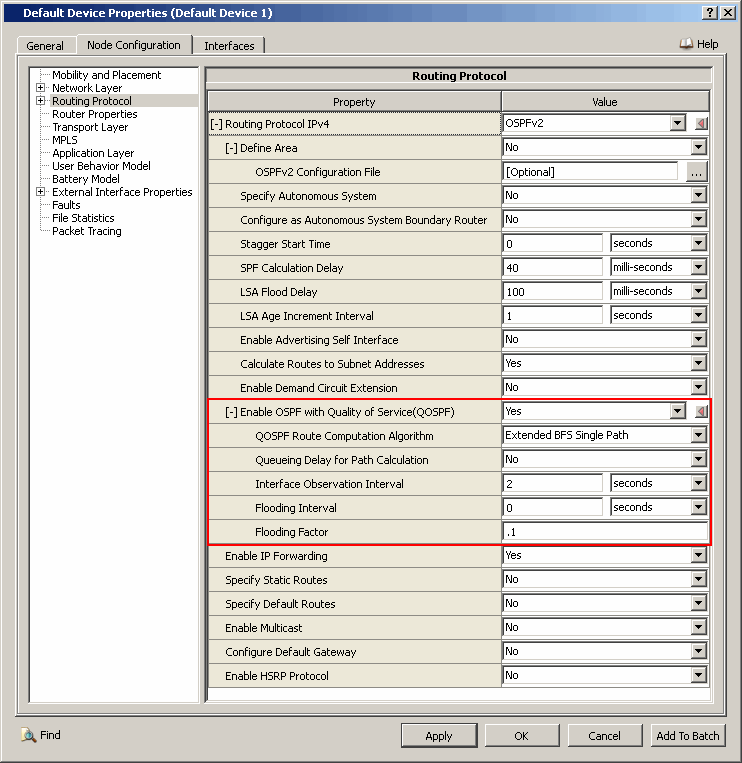 Default Device Properties (Default Device 1)
General Node Configuration Interfaces Help
Mobility and Placement
Network Layer
Routing Protocol
Router Properties
Transport Layer
MPLS
Application Layer
User Behavior Model
Battery Model
External Interface Properties
Faults
File Statistics
Packet Tracing
Routing Protocol
Property Value
[-] Routing Protocol IPv4 OSPFv2
[-] Define Area No
OSPFv2 Configuration File [Optional] ...
Specify Autonomous System No
Configure as Autonomous System Boundary Router No
Stagger Start Time 0 seconds
SPF Calculation Delay 40 milli-seconds
LSA Flood Delay 100 milli-seconds
LSA Age Increment Interval 1 seconds
Enable Advertising Self Interface No
Calculate Routes to Subnet Addresses Yes
Enable Demand Circuit Extension No
[-] Enable OSPF with Quality of Service(QOSPF) Yes
QOSPF Route Computation Algorithm Extended BFS Single Path
Queueing Delay for Path Calculation No
Interface Observation Interval 2 seconds
Flooding Interval 0 seconds
Flooding Factor .1
Enable IP Forwarding Yes
Specify Static Routes No
Specify Default Routes No
Enable Multicast No
Configure Default Gateway No
Enable HSRP Protocol No
Find Apply OK Cancel Add To Batch